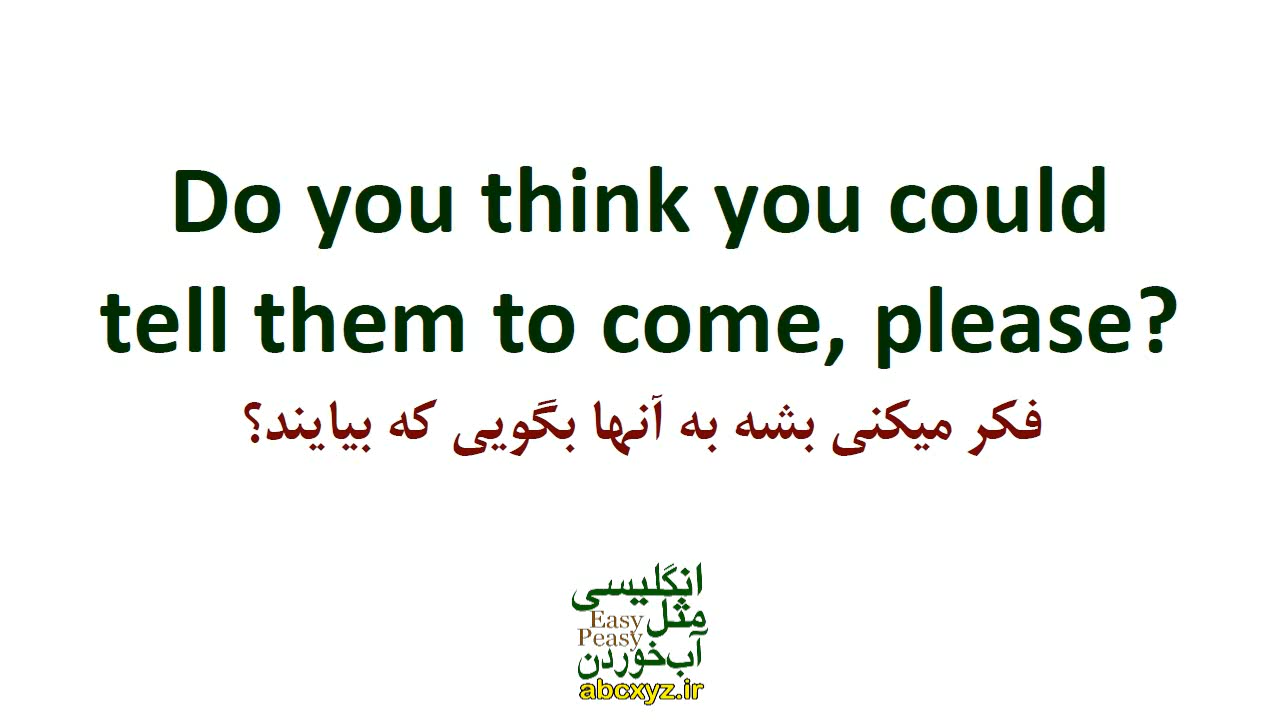 Do you think you could
tell them to come, please?
فکر میکنی بشه به آنها بگویی که بیایند؟
انگلیسی
مثل
Easy
Peasy
آب‌خوردن
abcxyz.ir